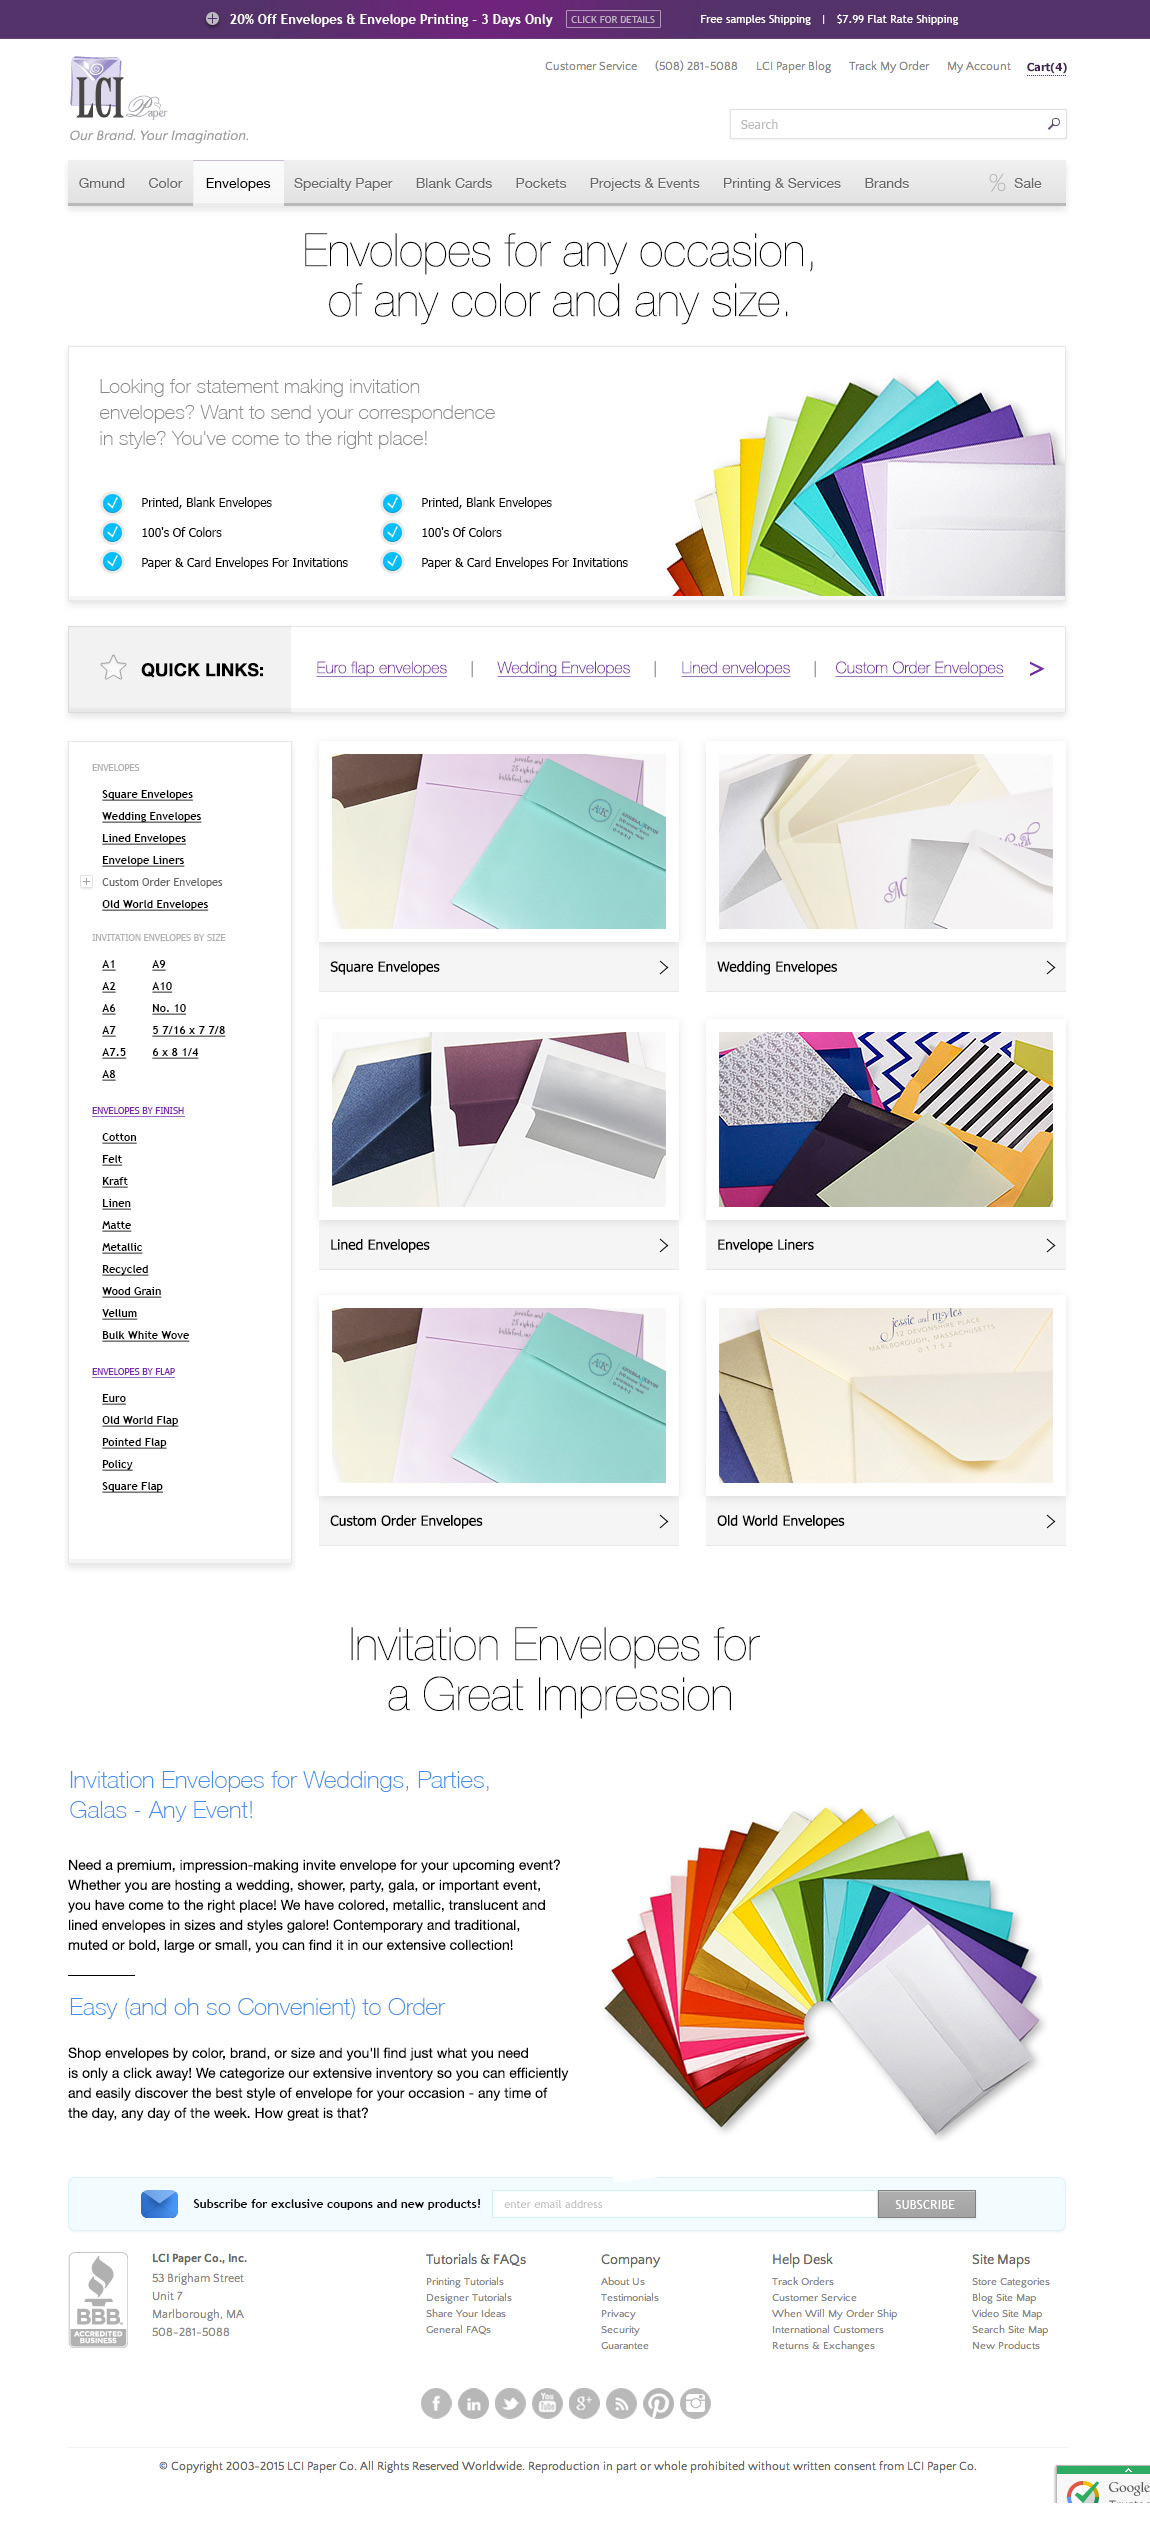 20% Off Envelopes & Envelope Printing - 3 Days Only CLICK FOR DETAILS Free samples Shipping | $7.99 Flat Rate Shipping
Customer Service (508) 281-5088 LCI Paper Blog Track My Order My Account Cart(4)
LCI Paper
Our Brand. Your Imagination.
Search
Gmund Color Envelopes Specialty Paper Blank Cards Pockets Projects & Events Printing & Services Brands % Sale
Envolopes for any occasion,
of any color and any size.
Looking for statement making invitation
envelopes? Want to send your correspondence
in style? You've come to the right place!
Printed, Blank Envelopes
100's Of Colors
Paper & Card Envelopes For Invitations
Printed, Blank Envelopes
100's Of Colors
Paper & Card Envelopes For Invitations
QUICK LINKS: Euro flap envelopes | Wedding Envelopes | Lined envelopes | Custom Order Envelopes >
ENVELOPES
Square Envelopes
Wedding Envelopes
Lined Envelopes
Envelope Liners
Custom Order Envelopes
Old World Envelopes
INVITATION ENVELOPES BY SIZE
A1 A9
A2 A10
A6 No. 10
A7 5 7/16 x 7 7/8
A7.5 6 x 8 1/4
A8
ENVELOPES BY FINISH
Cotton
Felt
Kraft
Linen
Matte
Metallic
Recycled
Wood Grain
Vellum
Bulk White Wove
ENVELOPES BY FLAP
Euro
Old World Flap
Pointed Flap
Policy
Square Flap
Square Envelopes
Wedding Envelopes
Lined Envelopes
Envelope Liners
jessie and myles
12 DEVONSHIRE PLACE
MARLBOROUGH, MASSACHUSETTS
01752
Custom Order Envelopes
Old World Envelopes
Invitation Envelopes for
a Great Impression
Invitation Envelopes for Weddings, Parties,
Galas - Any Event!
Need a premium, impression-making invite envelope for your upcoming event?
Whether you are hosting a wedding, shower, party, gala, or important event,
you have come to the right place! We have colored, metallic, translucent and
lined envelopes in sizes and styles galore! Contemporary and traditional,
muted or bold, large or small, you can find it in our extensive collection!
Easy (and oh so Convenient) to Order
Shop envelopes by color, brand, or size and you'll find just what you need
is only a click away! We categorize our extensive inventory so you can efficiently
and easily discover the best style of envelope for your occasion - any time of
the day, any day of the week. How great is that?
Subscribe for exclusive coupons and new products! enter email address SUBSCRIBE
BBB
ACCREDITED
BUSINESS
LCI Paper Co., Inc.
53 Brigham Street
Unit 7
Marlborough, MA
508-281-5088
Tutorials & FAQs
Printing Tutorials
Designer Tutorials
Share Your Ideas
General FAQs
Company
About Us
Testimonials
Privacy
Security
Guarantee
Help Desk
Track Orders
Customer Service
When Will My Order Ship
International Customers
Returns & Exchanges
Site Maps
Store Categories
Blog Site Map
Video Site Map
Search Site Map
New Products
f in You Tube g+
© Copyright 2003-2015 LCI Paper Co. All Rights Reserved Worldwide. Reproduction in part or whole prohibited without written consent from LCI Paper Co.
Google